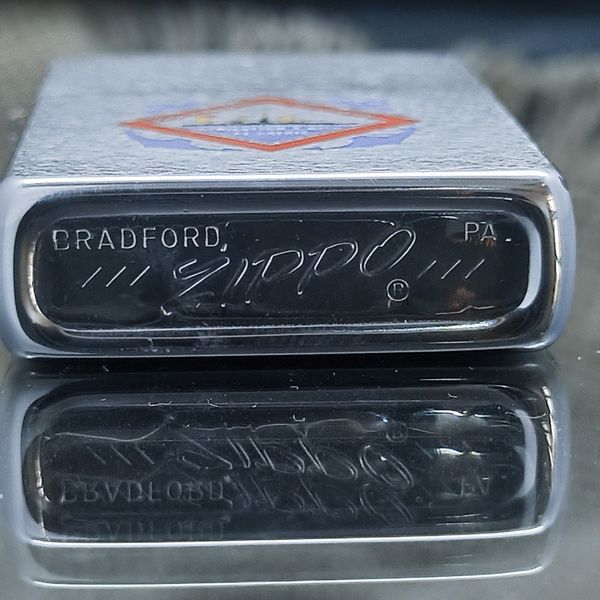 BRADFORD, PA.
/// ZIPPO ® ///